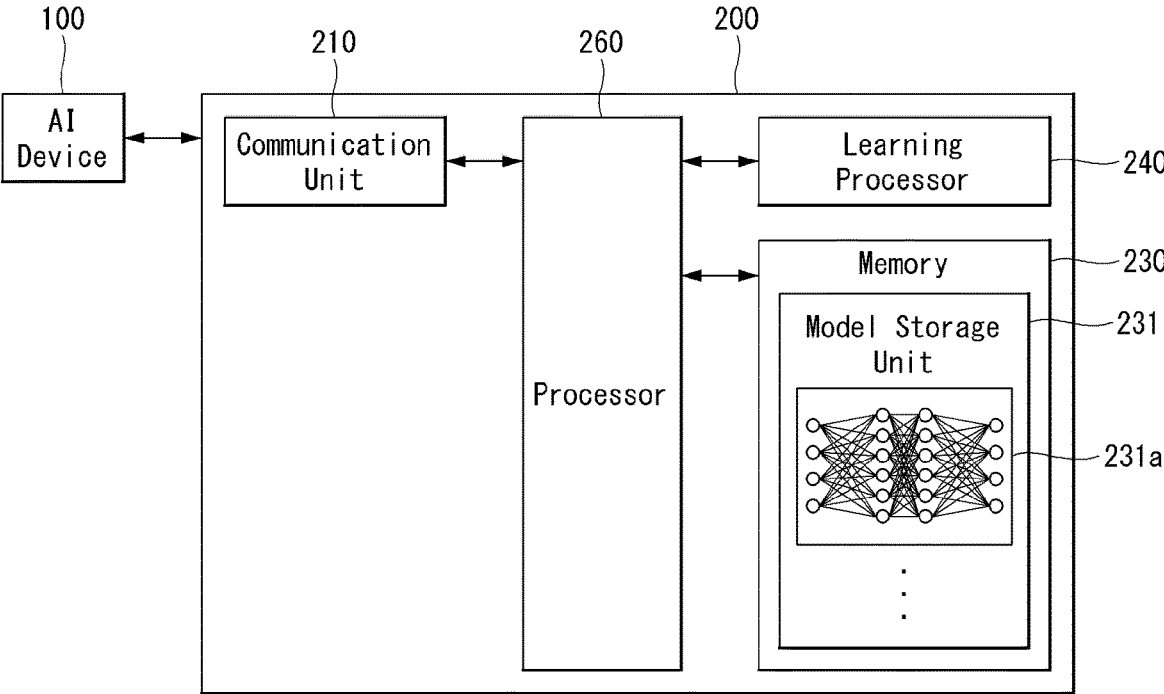 100
210
260
200
AI
Device
Communication
Unit
Learning
Processor
240
Memory
230
Model Storage
Unit
231
Processor
231a